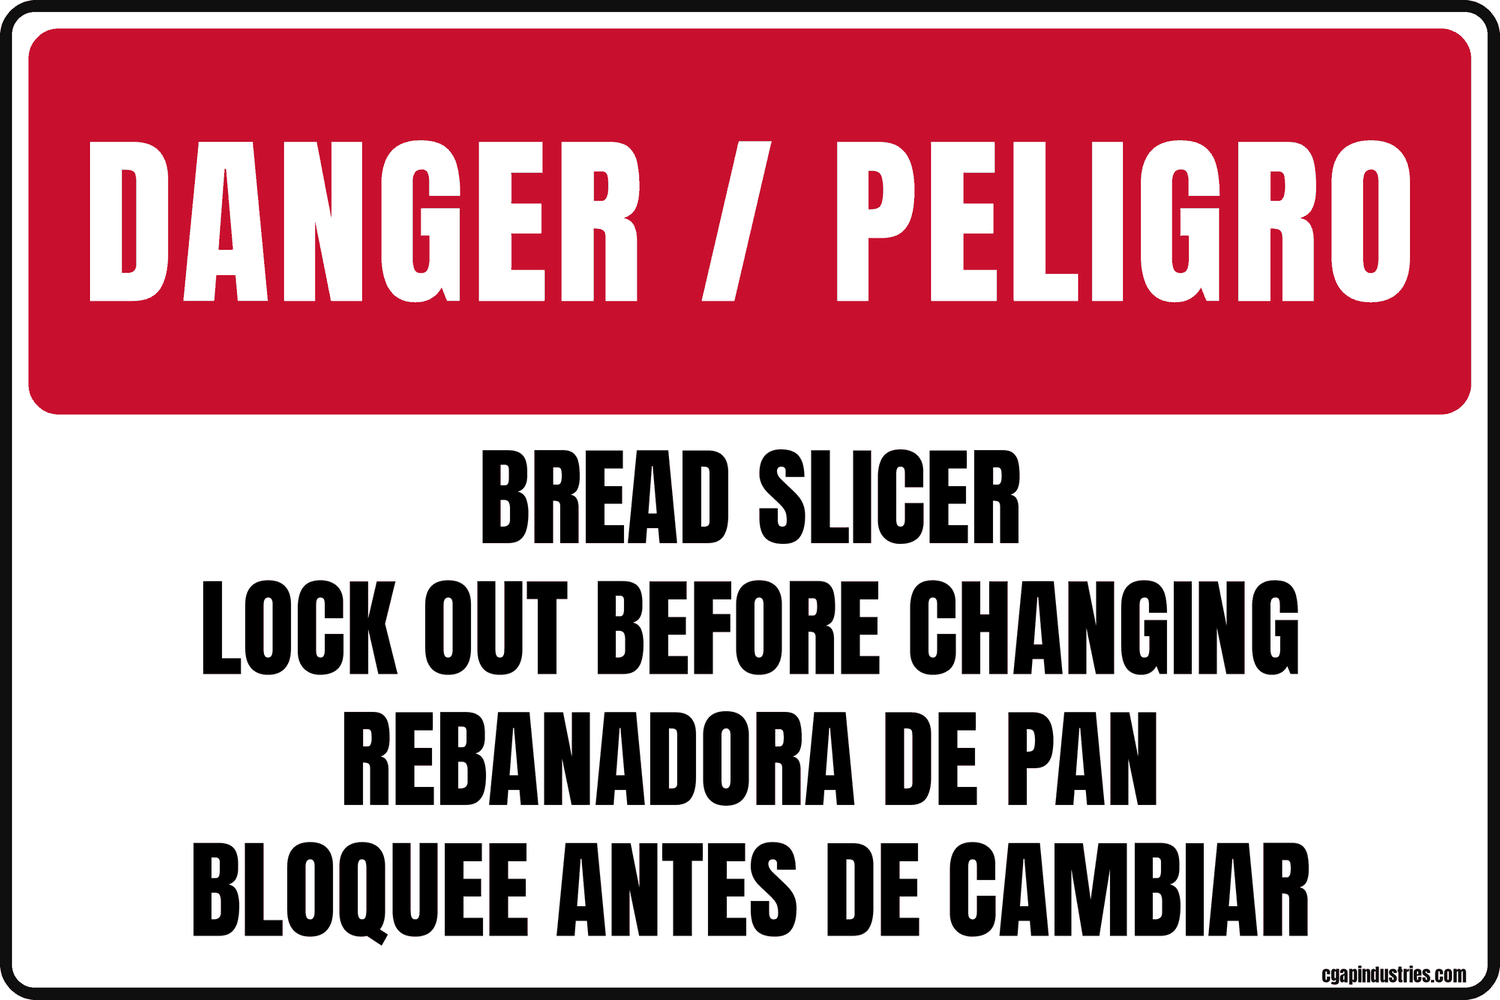 DANGER / PELIGRO
BREAD SLICER
LOCK OUT BEFORE CHANGING
REBANADORA DE PAN
BLOQUEE ANTES DE CAMBIAR
cgapindustries.com